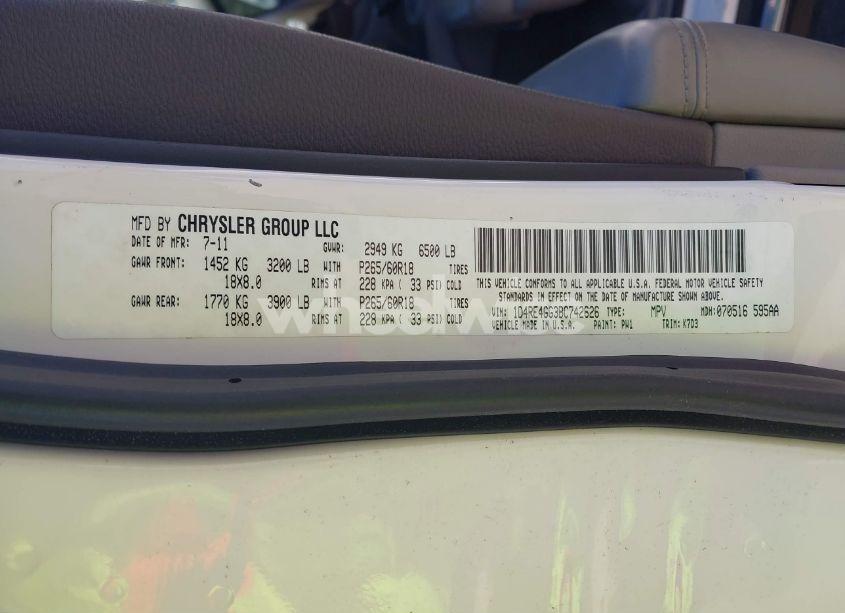 MFD BY CHRYSLER GROUP LLC
DATE OF MFR: 7-11 GVWR: 2949 KG 6500 LB
GAWR FRONT: 1452 KG 3200 LB WITH P265/60R18 TIRES
18X8.0 RIMS AT 228 KPA ( 33 PSI) COLD
GAWR REAR: 1770 KG 3900 LB WITH P265/60R18 TIRES
18X8.0 RIMS AT 228 KPA ( 33 PSI) COLD
THIS VEHICLE CONFORMS TO ALL APPLICABLE U.S.A. FEDERAL MOTOR VEHICLE SAFETY
STANDARDS IN EFFECT ON THE DATE OF MANUFACTURE SHOWN ABOVE.
VIN: 1D4RE4GG3BC742626 TYPE: MPV MDH:070516 595AA
VEHICLE MADE IN U.S.A. PAINT: PW1 TRIM: K7D3